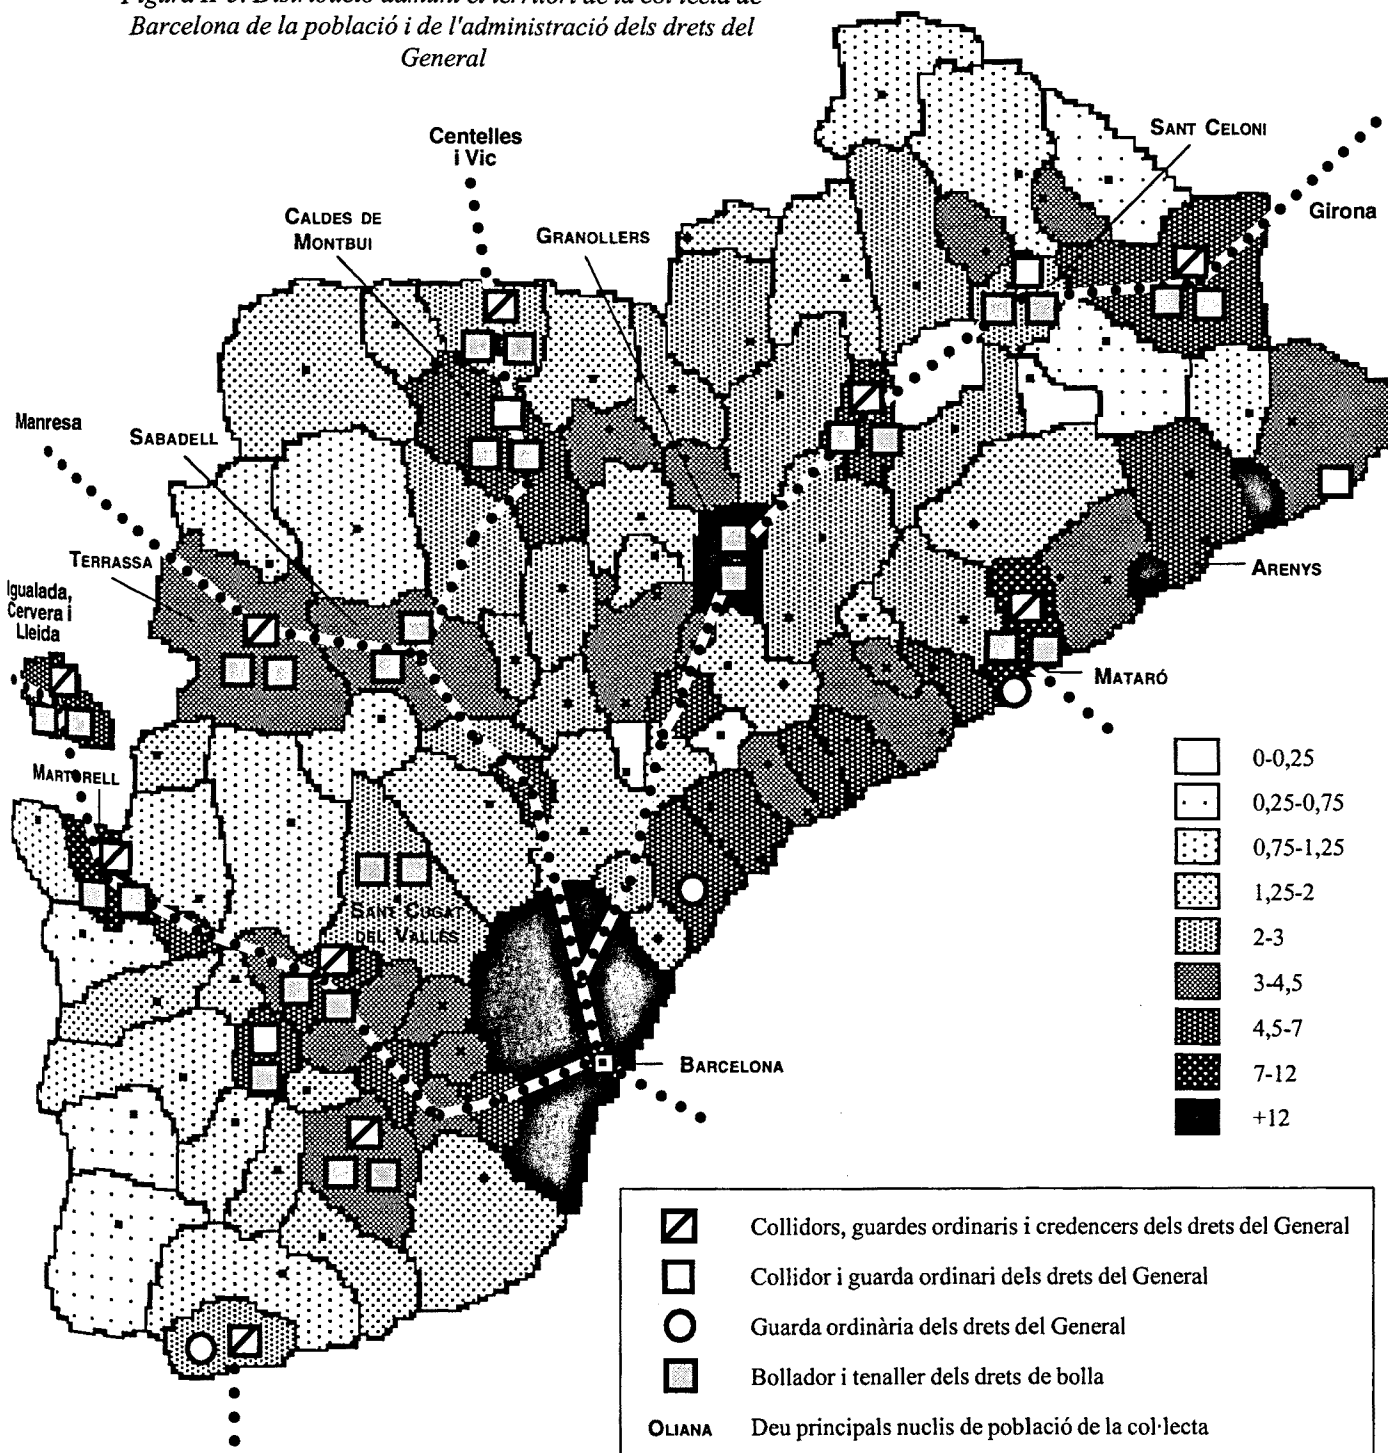 Barcelona de la població i de l'administració dels drets del
General
Centelles
i Vic
SANT CELONI
Girona
CALDES DE
MONTBUI
GRANOLLERS
Manresa
SABADELL
TERRASSA
Igualada,
Cervera i
Lleida
ARENYS
MATARÓ
MARTORELL
SANT CUGAT
DEL VALLÈS
BARCELONA
0-0,25
0,25-0,75
0,75-1,25
1,25-2
2-3
3-4,5
4,5-7
7-12
+12
Collidors, guardes ordinaris i credencers dels drets del General
Collidor i guarda ordinari dels drets del General
Guarda ordinària dels drets del General
Bollador i tenaller dels drets de bolla
OLIANA Deu principals nuclis de població de la col·lecta